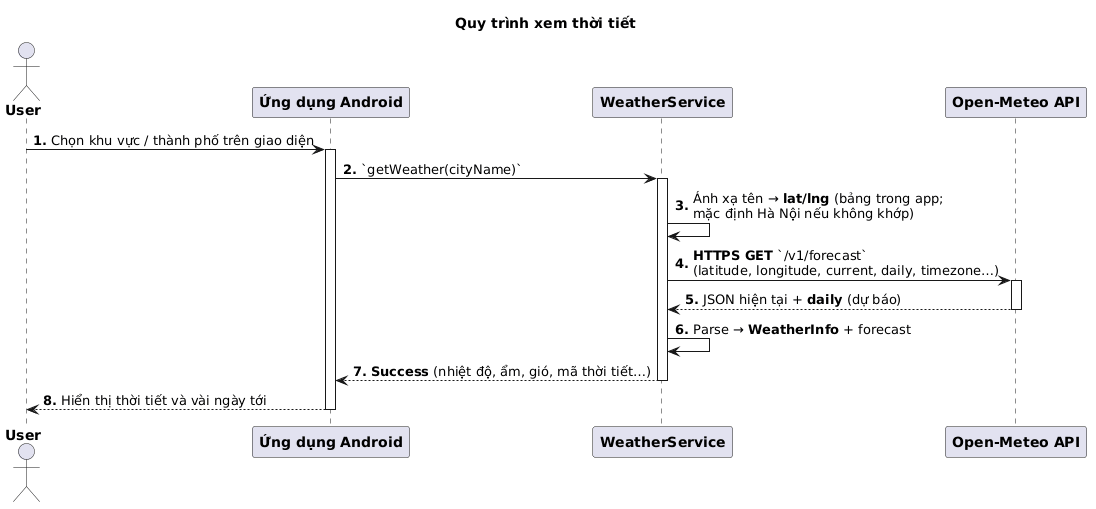 Quy trình xem thời tiết
User
Ứng dụng Android
WeatherService
Open-Meteo API
1. Chọn khu vực / thành phố trên giao diện
2. `getWeather(cityName)`
3. Ánh xạ tên → lat/lng (bảng trong app;
mặc định Hà Nội nếu không khớp)
4. HTTPS GET `/v1/forecast`
(latitude, longitude, current, daily, timezone...)
5. JSON hiện tại + daily (dự báo)
6. Parse → WeatherInfo + forecast
7. Success (nhiệt độ, ẩm, gió, mã thời tiết...)
8. Hiển thị thời tiết và vài ngày tới
User
Ứng dụng Android
WeatherService
Open-Meteo API